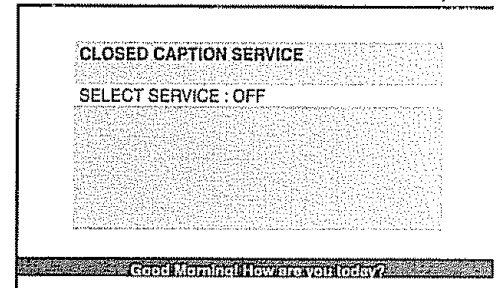 CLOSED CAPTION SERVICE
SELECT SERVICE : OFF
Good Morning! How are you today?